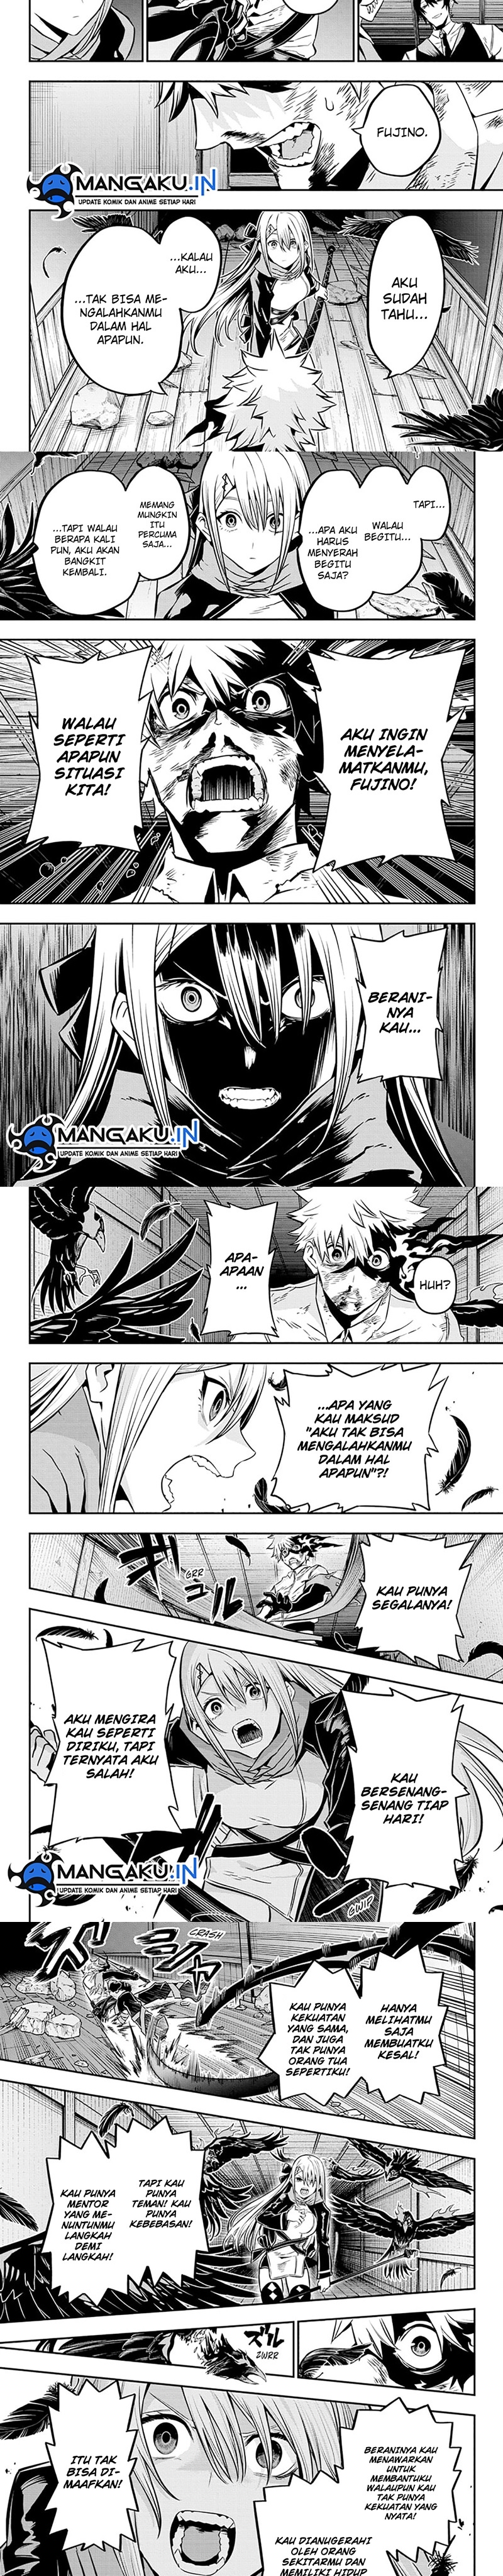 FUJINO.
MANGAKU.IN
UPDATE KOMIK DAN ANIME SETIAP HARI
AKU
SUDAH
TAHU...
...KALAU
AKU...
...TAK BISA ME-
NGALAHKANMU
DALAM HAL
APAPUN.
TAPI...
WALAU
BEGITU...
...APA AKU
HARUS
MENYERAH
BEGITU
SAJA?
MEMANG
MUNGKIN
ITU
PERCUMA
SAJA...
...TAPI WALAU
BERAPA KALI
PUN, AKU AKAN
BANGKIT
KEMBALI.
AKU INGIN
MENYELA-
MATKANMU,
FUJINO!
WALAU
SEPERTI
APAPUN
SITUASI
KITA!
BERANI-
NYA
KAU...
MANGAKU.IN
UPDATE KOMIK DAN ANIME SETIAP HARI
HUH?
APA-
APAAN
...
...APA YANG
KAU MAKSUD
"AKU TAK BISA
MENGALAHKANMU
DALAM HAL
APAPUN"?!
GRR
KAU PUNYA
SEGALANYA!
KAU
BERSENANG-
SENANG TIAP
HARI!
AKU MENGIRA
KAU SEPERTI
DIRIKU, TAPI
TERNYATA AKU
SALAH!
MANGAKU.IN
UPDATE KOMIK DAN ANIME SETIAP HARI
GWIP
CRASH
HANYA
MELIHATMU
SAJA
MEMBUATKU
KESAL!
KAU PUNYA
KEKUATAN
YANG SAMA,
DAN JUGA
TAK PUNYA
ORANG TUA
SEPERTIKU!
TAPI KAU
PUNYA
TEMAN! KAU
PUNYA
KEBEBASAN!
KAU PUNYA
MENTOR
YANG ME-
NUNTUNMU
LANGKAH
DEMI
LANGKAH!
ズル
ZWRR
BERANINYA KAU
MENAWARKAN
UNTUK
MEMBANTUKU
WALAUPUN KAU
TAK PUNYA
KEKUATAN YANG
NYATA!
ITU TAK
BISA DI-
MAAFKAN!
KAU DIANUGERAHI
OLEH ORANG
SEKITARMU DAN
MEMILIKI HIDUP